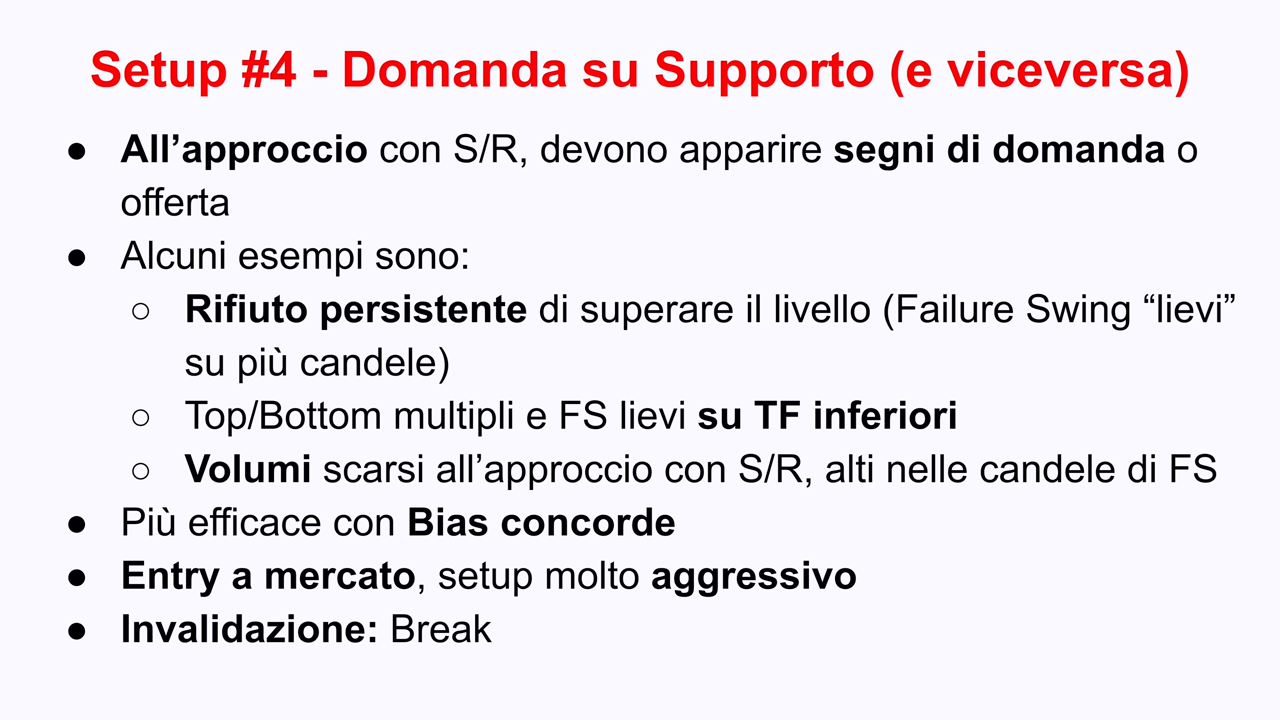 Setup #4 - Domanda su Supporto (e viceversa)
● All’approccio con S/R, devono apparire segni di domanda o
offerta
● Alcuni esempi sono:
○ Rifiuto persistente di superare il livello (Failure Swing “lievi”
su più candele)
○ Top/Bottom multipli e FS lievi su TF inferiori
○ Volumi scarsi all’approccio con S/R, alti nelle candele di FS
● Più efficace con Bias concorde
● Entry a mercato, setup molto aggressivo
● Invalidazione: Break